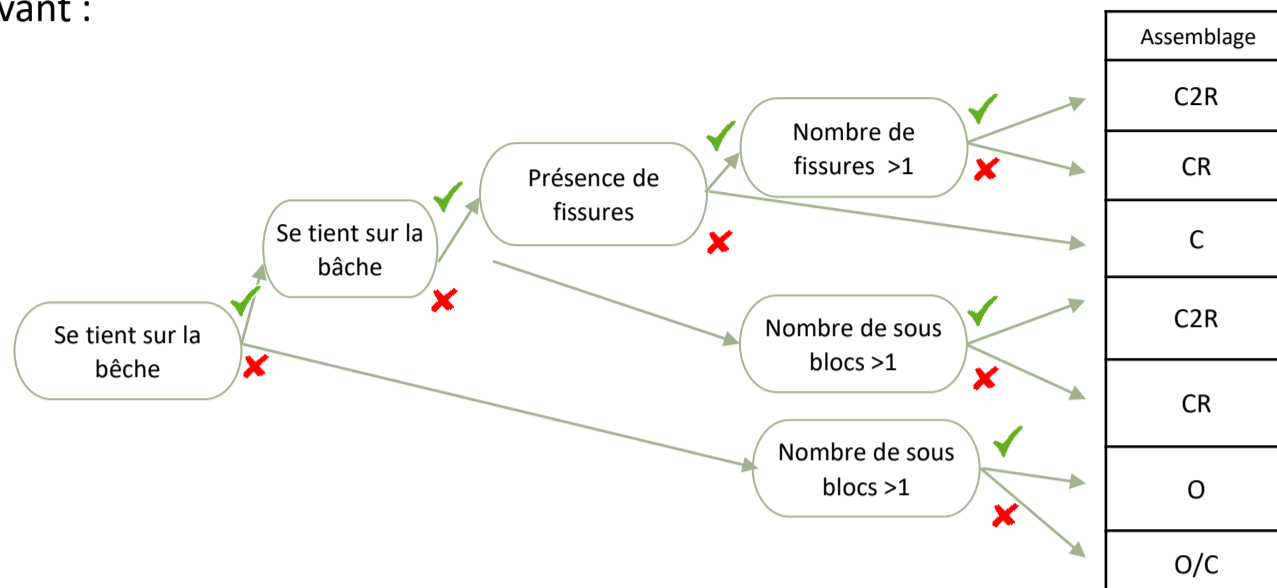 vant :
Assemblage
C2R
Nombre de
fissures >1
CR
Présence de
fissures
C
Se tient sur la
bâche
Nombre de sous
blocs >1
C2R
Se tient sur la
bêche
CR
Nombre de sous
blocs >1
O
O/C